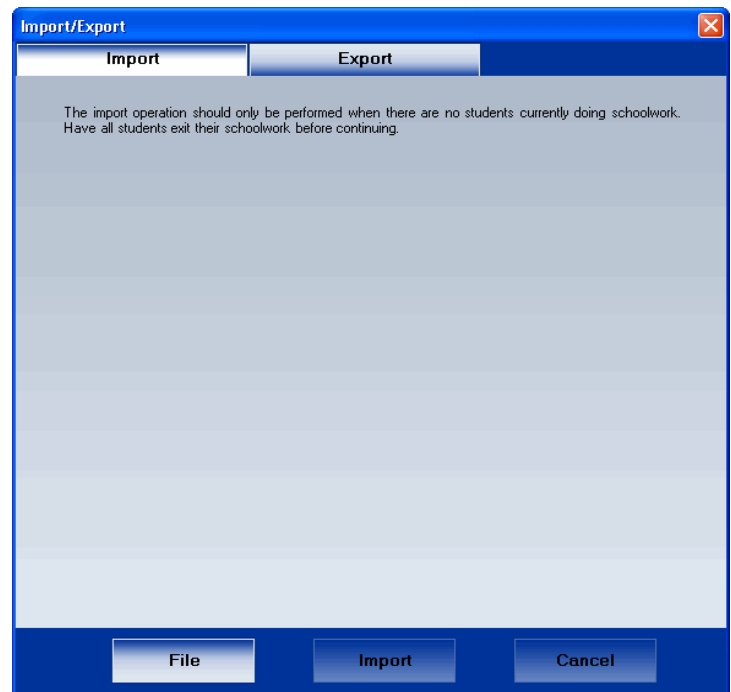 Import/Export
Import Export
The import operation should only be performed when there are no students currently doing schoolwork.
Have all students exit their schoolwork before continuing.
File Import Cancel